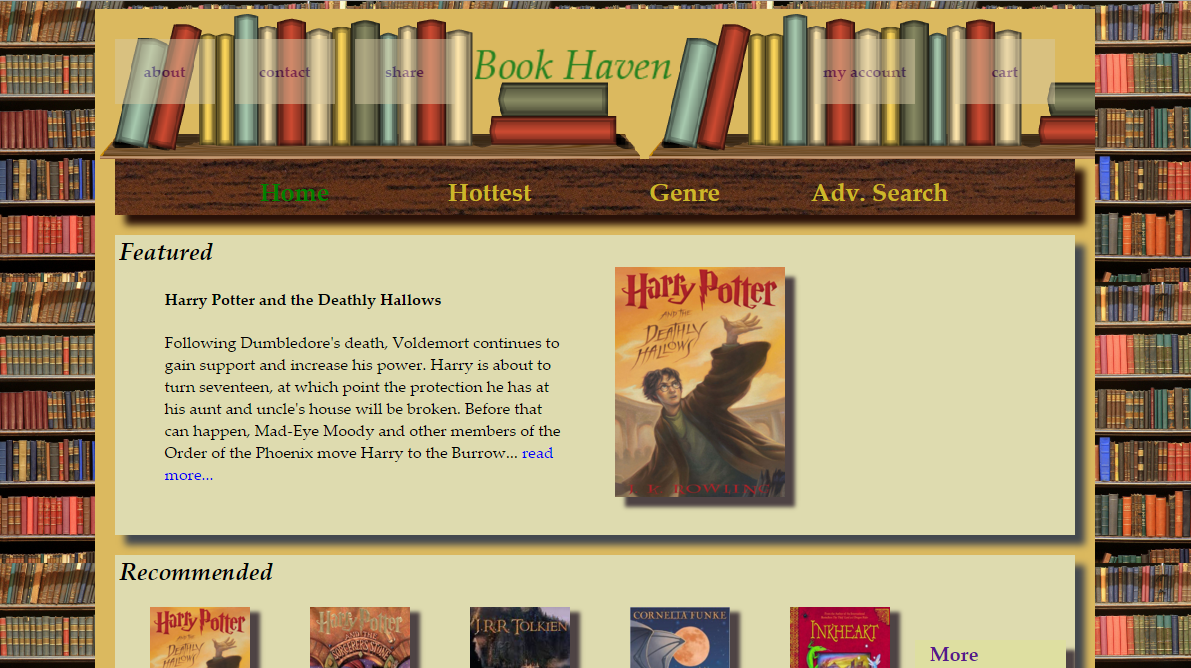 about contact share Book Haven my account cart
Home Hottest Genre Adv. Search
Featured
Harry Potter and the Deathly Hallows
Following Dumbledore's death, Voldemort continues to
gain support and increase his power. Harry is about to
turn seventeen, at which point the protection he has at
his aunt and uncle's house will be broken. Before that
can happen, Mad-Eye Moody and other members of the
Order of the Phoenix move Harry to the Burrow... read
more...
Harry Potter
AND THE
DEATHLY
HALLOWS
J. K. ROWLING
Recommended
Harry Potter
AND THE
DEATHLY
Harry Potter
AND THE
SORCERER'S STONE
J.R.R. TOLKIEN
CORNELIA FUNKE
INKHEART
More